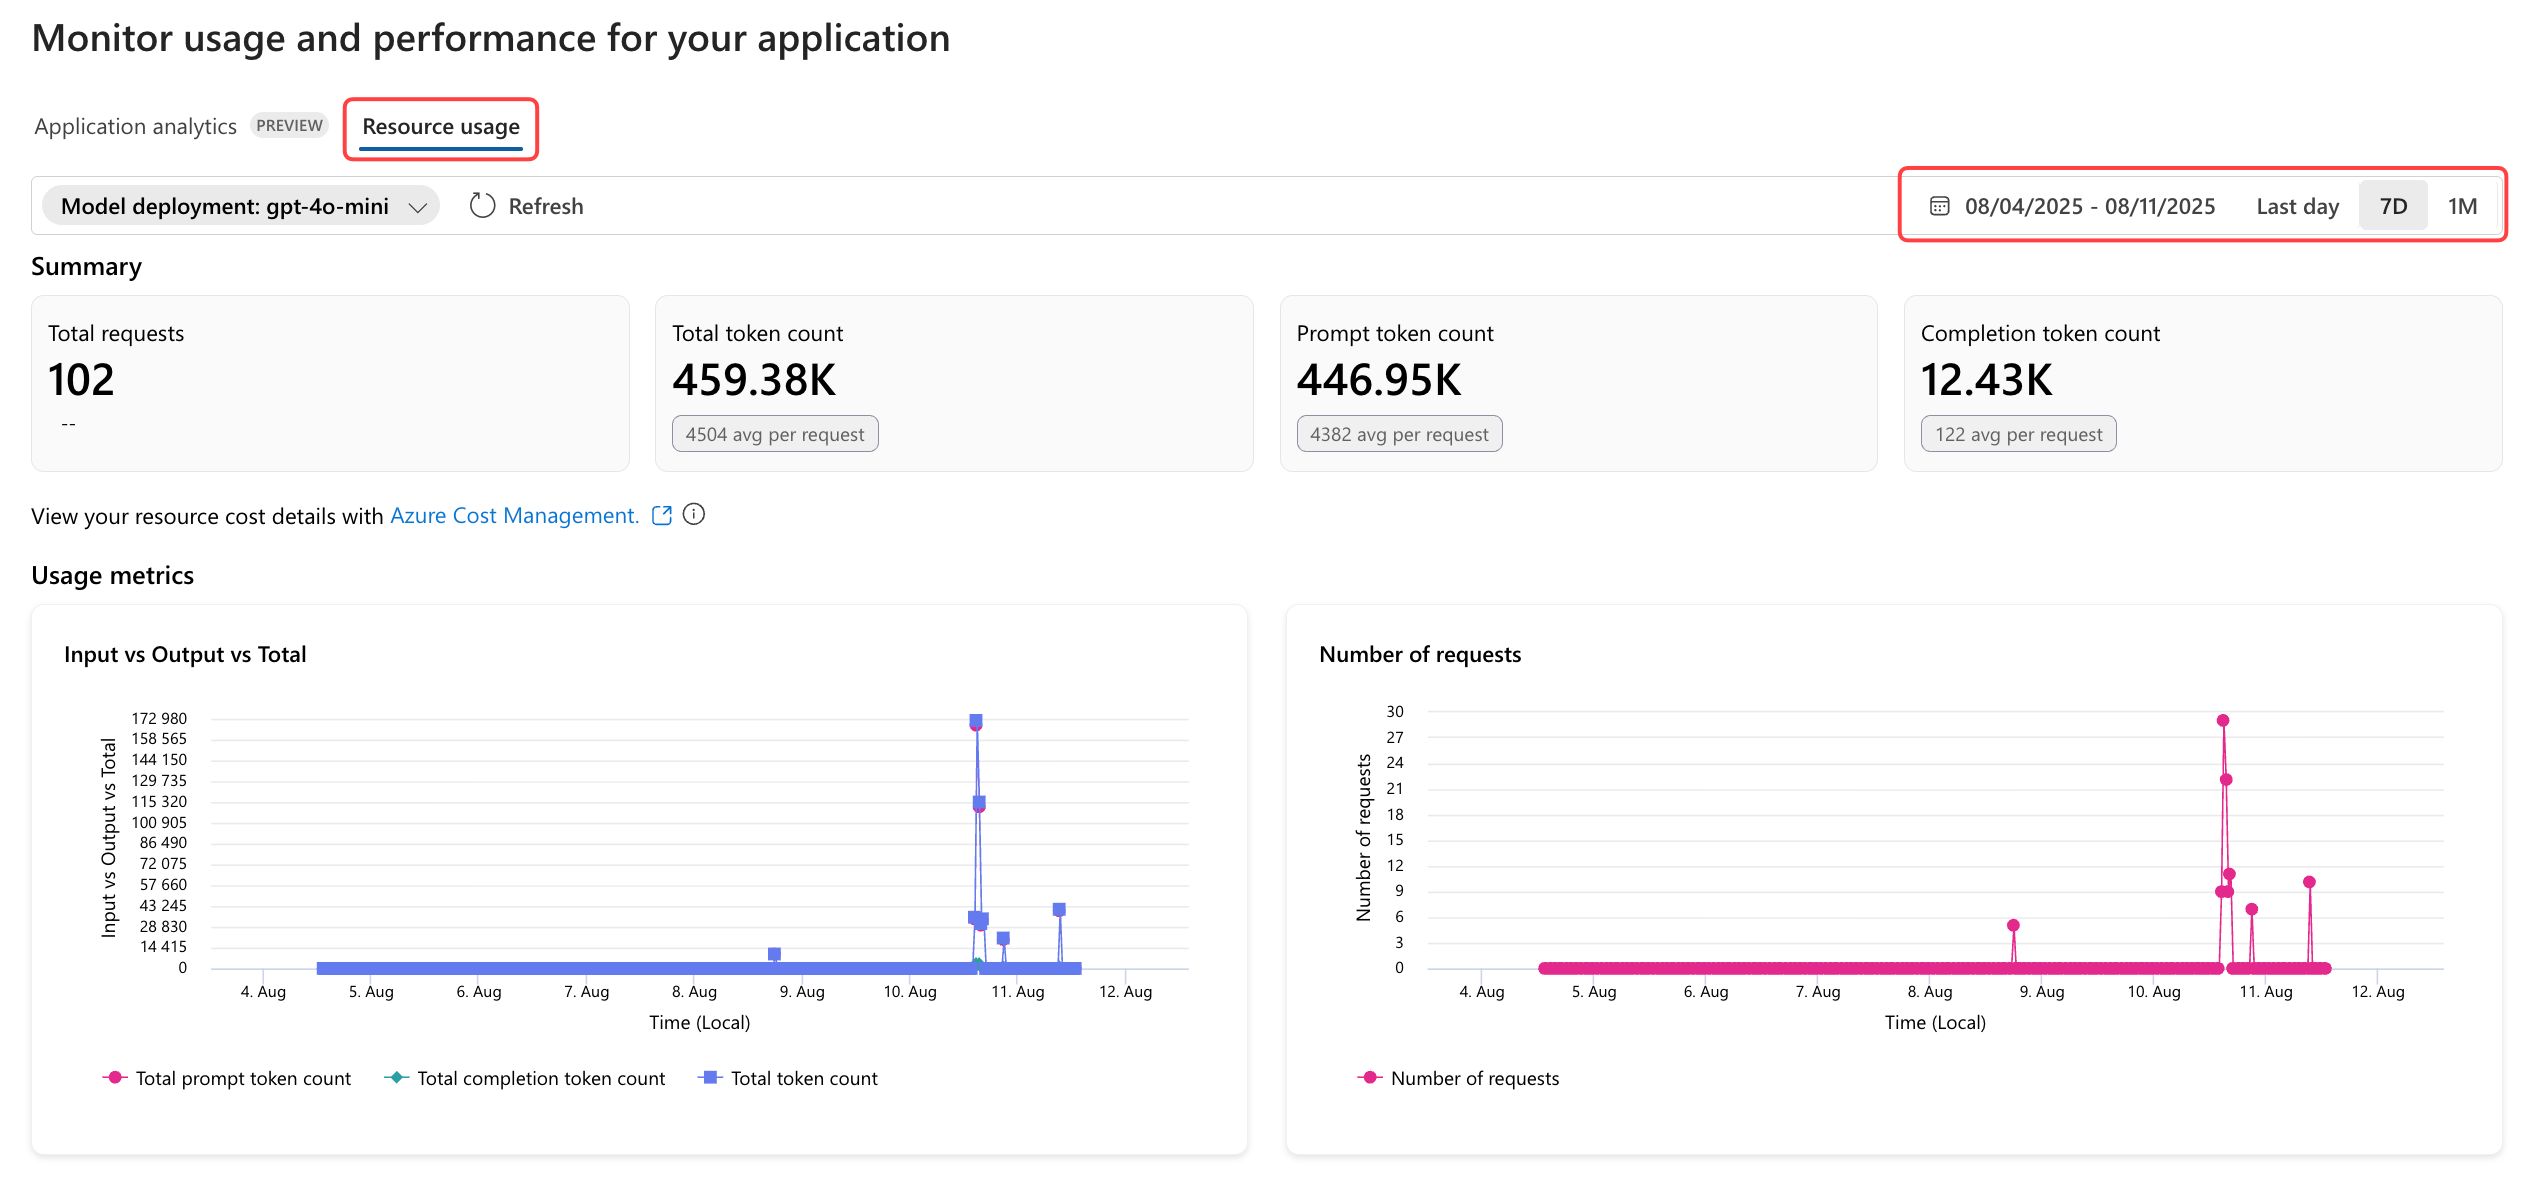 Monitor usage and performance for your application
Application analytics PREVIEW Resource usage
Model deployment: gpt-4o-mini Refresh 08/04/2025 - 08/11/2025 Last day 7D 1M
Summary
Total requests
102
--
Total token count
459.38K
4504 avg per request
Prompt token count
446.95K
4382 avg per request
Completion token count
12.43K
122 avg per request
View your resource cost details with Azure Cost Management.
Usage metrics
Input vs Output vs Total
Input vs Output vs Total
172 980
158 565
144 150
129 735
115 320
100 905
86 490
72 075
57 660
43 245
28 830
14 415
0
4. Aug 5. Aug 6. Aug 7. Aug 8. Aug 9. Aug 10. Aug 11. Aug 12. Aug
Time (Local)
Total prompt token count Total completion token count Total token count
Number of requests
Number of requests
30
27
24
21
18
15
12
9
6
3
0
4. Aug 5. Aug 6. Aug 7. Aug 8. Aug 9. Aug 10. Aug 11. Aug 12. Aug
Time (Local)
Number of requests